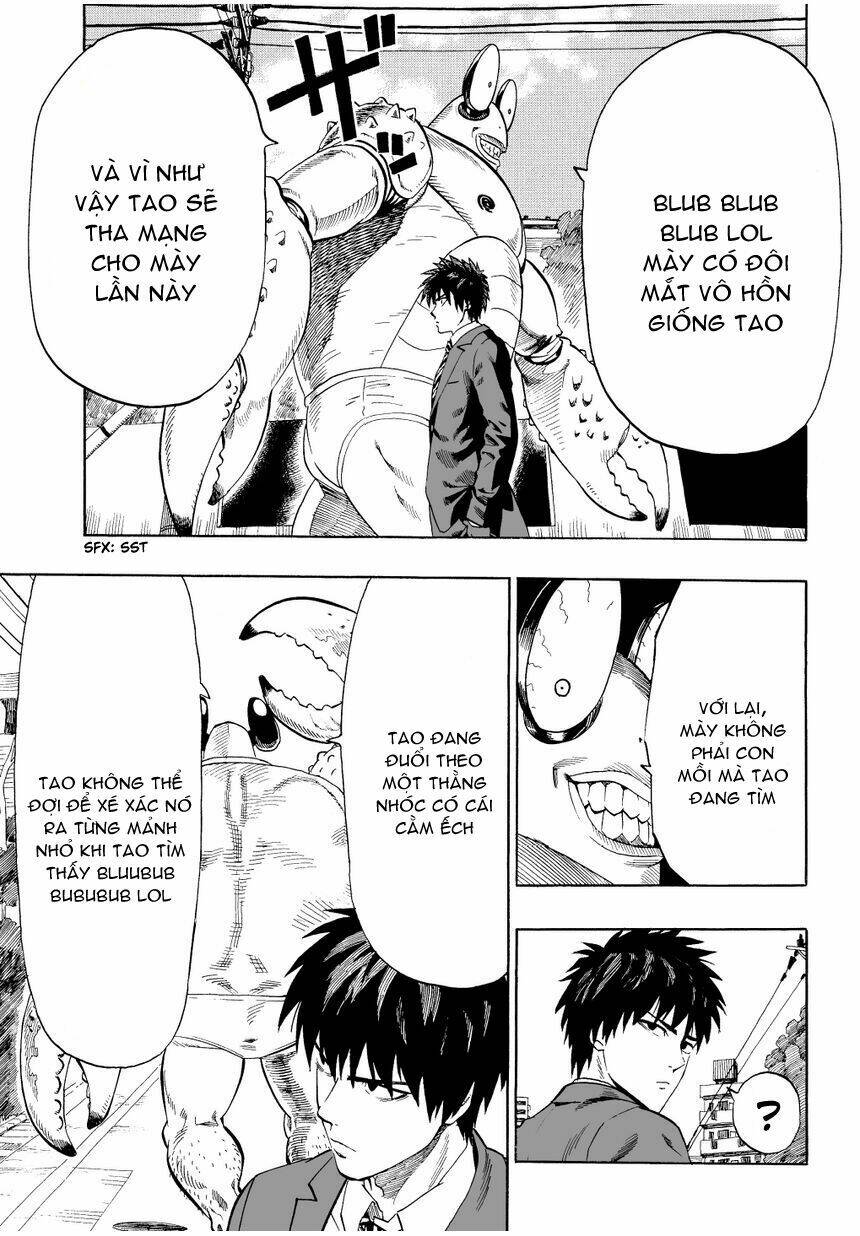 BLUB BLUB
BLUB LOL
MÀY CÓ ĐÔI
MẮT VÔ HỒN
GIỐNG TAO
VÀ VÌ NHƯ
VẬY TAO SẼ
THA MẠNG
CHO MÀY
LẦN NÀY
ザッ
SFX: SST
VỚI LẠI,
MÀY KHÔNG
PHẢI CON
MỒI MÀ TAO
ĐANG TÌM
TAO ĐANG
ĐUỔI THEO
MỘT THẰNG
NHÓC CÓ CÁI
CẰM ẾCH
TAO KHÔNG THỂ
ĐỢI ĐỂ XÉ XÁC NÓ
RA TỪNG MẢNH
NHỎ KHI TAO TÌM
THẤY BLUUBUB
BUBUBUB LOL
?